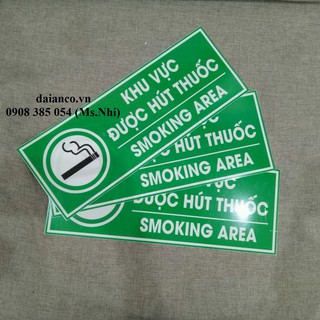 daianco.vn
0908 385 054 (Ms.Nhi)
KHU VỰC
ĐƯỢC HÚT THUỐC
SMOKING AREA
HÚT THUỐC
SMOKING AREA
ĐƯỢC HÚT THUỐC
SMOKING AREA